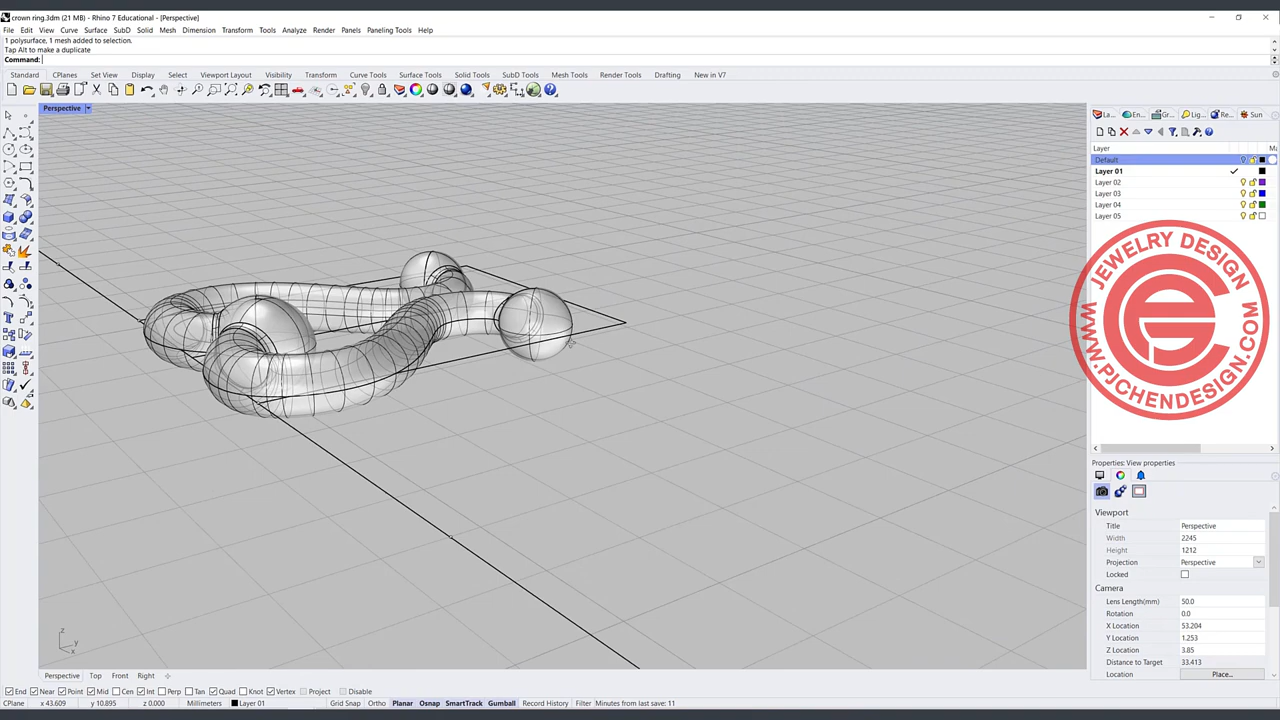 crown ring.3dm (21 MB) - Rhino 7 Educational - [Perspective]
File Edit View Curve Surface SubD Solid Mesh Dimension Transform Tools Analyze Render Panels Paneling Tools Help
1 polysurface, 1 mesh added to selection.
Tap Alt to make a duplicate
Command:
Standard CPlanes Set View Display Select Viewport Layout Visibility Transform Curve Tools Surface Tools Solid Tools SubD Tools Mesh Tools Render Tools Drafting New in V7
Perspective
La... En... Gr... Lig... Re... Sun
Layer
Default
Layer 01
Layer 02
Layer 03
Layer 04
Layer 05
JEWELRY DESIGN
WWW.PJCHENDESIGN.COM
Properties: View properties
Viewport
Title Perspective
Width 2245
Height 1212
Projection Perspective
Locked
Camera
Lens Length(mm) 50.0
Rotation 0.0
X Location 53.204
Y Location 1.253
Z Location 3.85
Distance to Target 33.413
Location Place...
z
y
x
Perspective Top Front Right
End Near Point Mid Cen Int Perp Tan Quad Knot Vertex Project Disable
CPlane x 43.609 y 10.895 z 0.000 Millimeters Layer 01 Grid Snap Ortho Planar Osnap SmartTrack Gumball Record History Filter Minutes from last save: 11